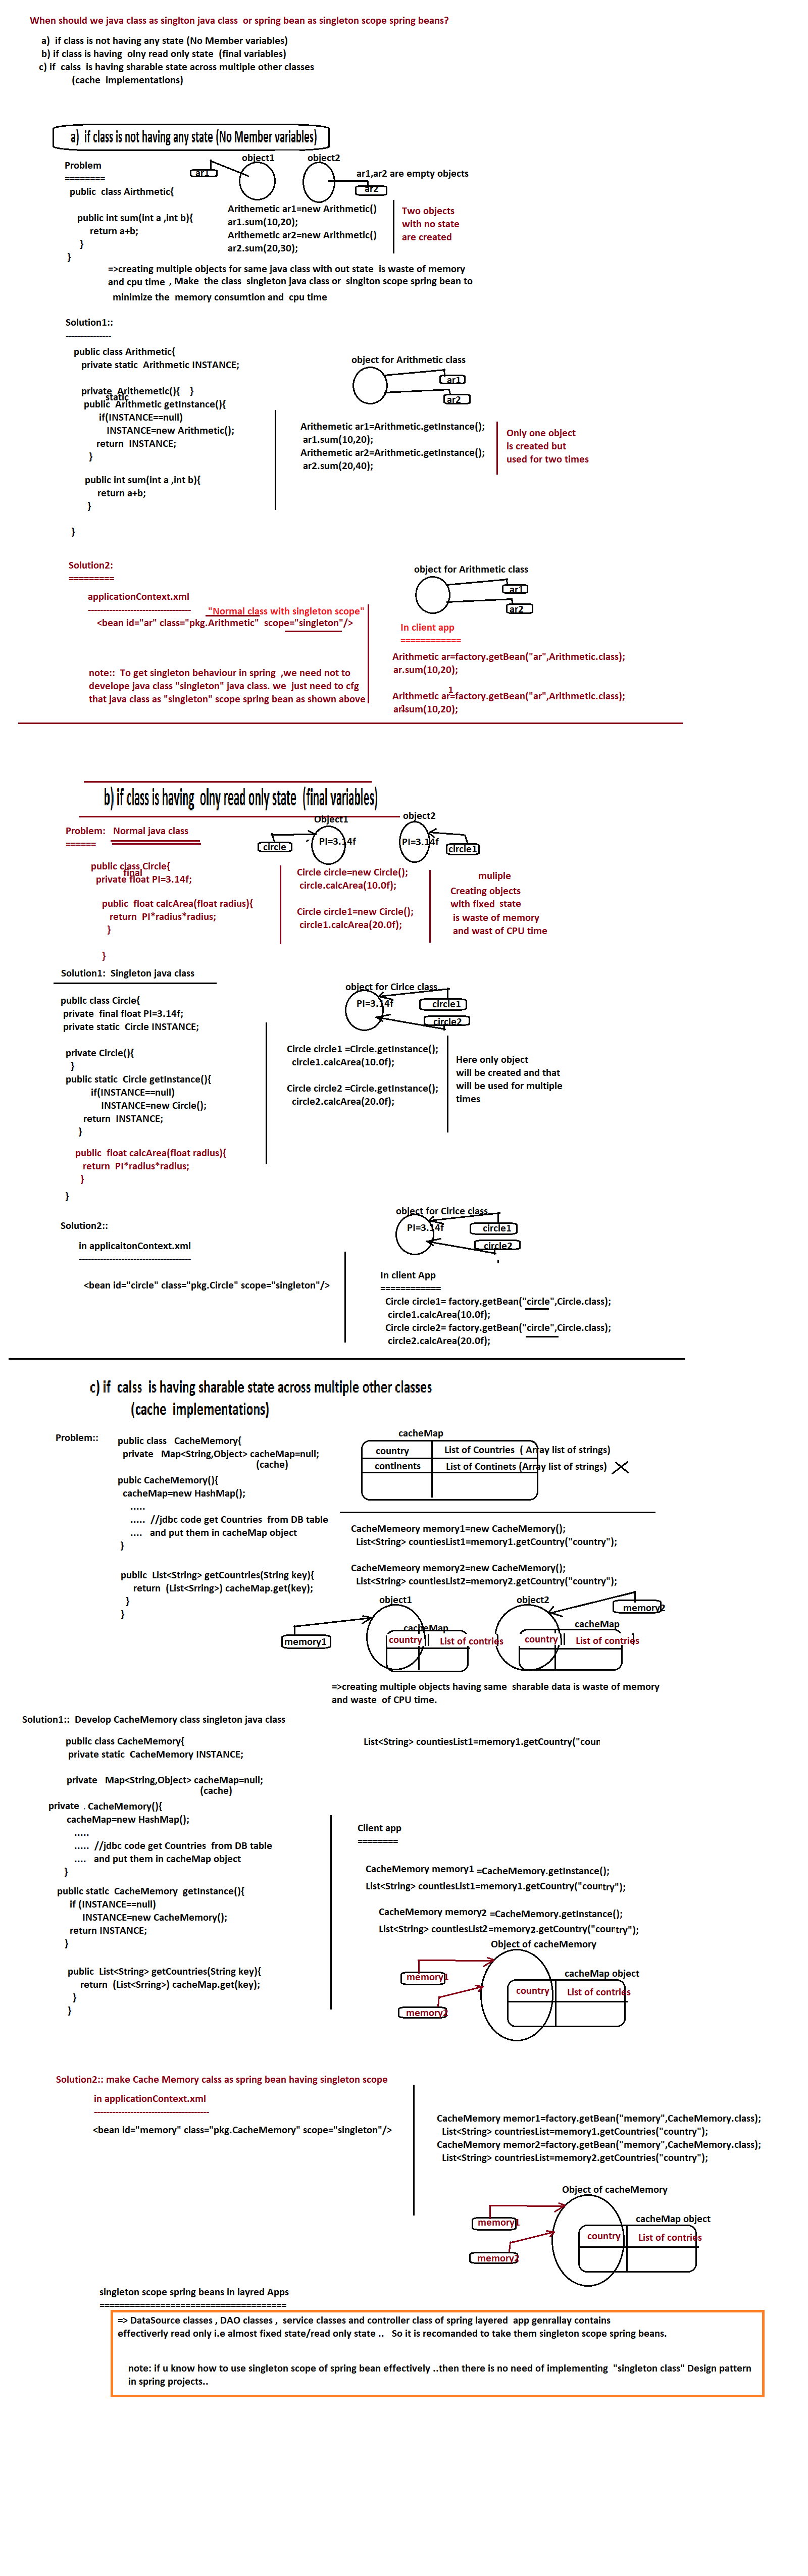 When should we java class as singlton java class or spring bean as singleton scope spring beans?
a) if class is not having any state (No Member variables)
b) if class is having olny read only state (final variables)
c) if calss is having sharable state across multiple other classes
(cache implementations)
a) if class is not having any state (No Member variables)
Problem
========
public class Airthmetic{
public int sum(int a ,int b){
return a+b;
}
}
ar1
object1
object2
ar2
ar1,ar2 are empty objects
Arithemetic ar1=new Arithmetic()
ar1.sum(10,20);
Arithemetic ar2=new Arithmetic()
ar2.sum(20,30);
Two objects
with no state
are created
=>creating multiple objects for same java class with out state is waste of memory
and cpu time , Make the class singleton java class or singlton scope spring bean to
minimize the memory consumtion and cpu time
Solution1::
---------------
public class Arithmetic{
private static Arithmetic INSTANCE;
private Arithemetic(){ }
static
public Arithmetic getInstance(){
if(INSTANCE==null)
INSTANCE=new Arithmetic();
return INSTANCE;
}
public int sum(int a ,int b){
return a+b;
}
}
object for Arithmetic class
ar1
ar2
Arithemetic ar1=Arithmetic.getInstance();
ar1.sum(10,20);
Arithemetic ar2=Arithmetic.getInstance();
ar2.sum(20,40);
Only one object
is created but
used for two times
Solution2:
=========
applicationContext.xml
----------------------------------
"Normal class with singleton scope"
<bean id="ar" class="pkg.Arithmetic" scope="singleton"/>
note:: To get singleton behaviour in spring ,we need not to
develope java class "singleton" java class. we just need to cfg
that java class as "singleton" scope spring bean as shown above
object for Arithmetic class
ar1
ar2
In client app
============
Arithmetic ar=factory.getBean("ar",Arithmetic.class);
ar.sum(10,20);
1
Arithmetic ar=factory.getBean("ar",Arithmetic.class);
ar1sum(10,20);
b) if class is having olny read only state (final variables)
Problem: Normal java class
======
public class Circle{
final
private float PI=3.14f;
public float calcArea(float radius){
return PI*radius*radius;
}
}
circle
Object1
PI=3.14f
object2
PI=3.14f
circle1
Circle circle=new Circle();
circle.calcArea(10.0f);
Circle circle1=new Circle();
circle1.calcArea(20.0f);
muliple
Creating objects
with fixed state
is waste of memory
and wast of CPU time
Solution1: Singleton java class
publlc class Circle{
private final float PI=3.14f;
private static Circle INSTANCE;
private Circle(){
}
public static Circle getInstance(){
if(INSTANCE==null)
INSTANCE=new Circle();
return INSTANCE;
}
public float calcArea(float radius){
return PI*radius*radius;
}
}
object for Cirlce class
PI=3.14f
circle1
circle2
Circle circle1 =Circle.getInstance();
circle1.calcArea(10.0f);
Circle circle2 =Circle.getInstance();
circle2.calcArea(20.0f);
Here only object
will be created and that
will be used for multiple
times
Solution2::
in applicaitonContext.xml
-------------------------------------
<bean id="circle" class="pkg.Circle" scope="singleton"/>
object for Cirlce class
PI=3.14f
circle1
circle2
In client App
============
Circle circle1= factory.getBean("circle",Circle.class);
circle1.calcArea(10.0f);
Circle circle2= factory.getBean("circle",Circle.class);
circle2.calcArea(20.0f);
c) if calss is having sharable state across multiple other classes
(cache implementations)
Problem::
public class CacheMemory{
private Map<String,Object> cacheMap=null;
(cache)
pubic CacheMemory(){
cacheMap=new HashMap();
.....
..... //jdbc code get Countries from DB table
.... and put them in cacheMap object
}
public List<String> getCountries(String key){
return (List<Srring>) cacheMap.get(key);
}
}
cacheMap
country List of Countries ( Array list of strings)
continents List of Continets (Array list of strings)
CacheMemeory memory1=new CacheMemory();
List<String> countiesList1=memory1.getCountry("country");
CacheMemeory memory2=new CacheMemory();
List<String> countiesList2=memory2.getCountry("country");
object1
object2
memory2
memory1
cacheMap
country List of contries
cacheMap
country List of contries
=>creating multiple objects having same sharable data is waste of memory
and waste of CPU time.
Solution1:: Develop CacheMemory class singleton java class
public class CacheMemory{
private static CacheMemory INSTANCE;
private Map<String,Object> cacheMap=null;
(cache)
private CacheMemory(){
cacheMap=new HashMap();
.....
..... //jdbc code get Countries from DB table
.... and put them in cacheMap object
}
public static CacheMemory getInstance(){
if (INSTANCE==null)
INSTANCE=new CacheMemory();
return INSTANCE;
}
public List<String> getCountries(String key){
return (List<Srring>) cacheMap.get(key);
}
}
List<String> countiesList1=memory1.getCountry("coun
Client app
========
CacheMemory memory1 =CacheMemory.getInstance();
List<String> countiesList1=memory1.getCountry("country");
CacheMemory memory2 =CacheMemory.getInstance();
List<String> countiesList2=memory2.getCountry("country");
Object of cacheMemory
memory1
memory2
cacheMap object
country List of contries
Solution2:: make Cache Memory calss as spring bean having singleton scope
in applicationContext.xml
--------------------------------------
<bean id="memory" class="pkg.CacheMemory" scope="singleton"/>
CacheMemory memor1=factory.getBean("memory",CacheMemory.class);
List<String> countriesList=memory1.getCountries("country");
CacheMemory memor2=factory.getBean("memory",CacheMemory.class);
List<String> countriesList=memory2.getCountries("country");
Object of cacheMemory
memory1
memory2
cacheMap object
country List of contries
singleton scope spring beans in layred Apps
=====================================
=> DataSource classes , DAO classes , service classes and controller class of spring layered app genrallay contains
effectiverly read only i.e almost fixed state/read only state .. So it is recomanded to take them singleton scope spring beans.
note: if u know how to use singleton scope of spring bean effectively ..then there is no need of implementing "singleton class" Design pattern
in spring projects..